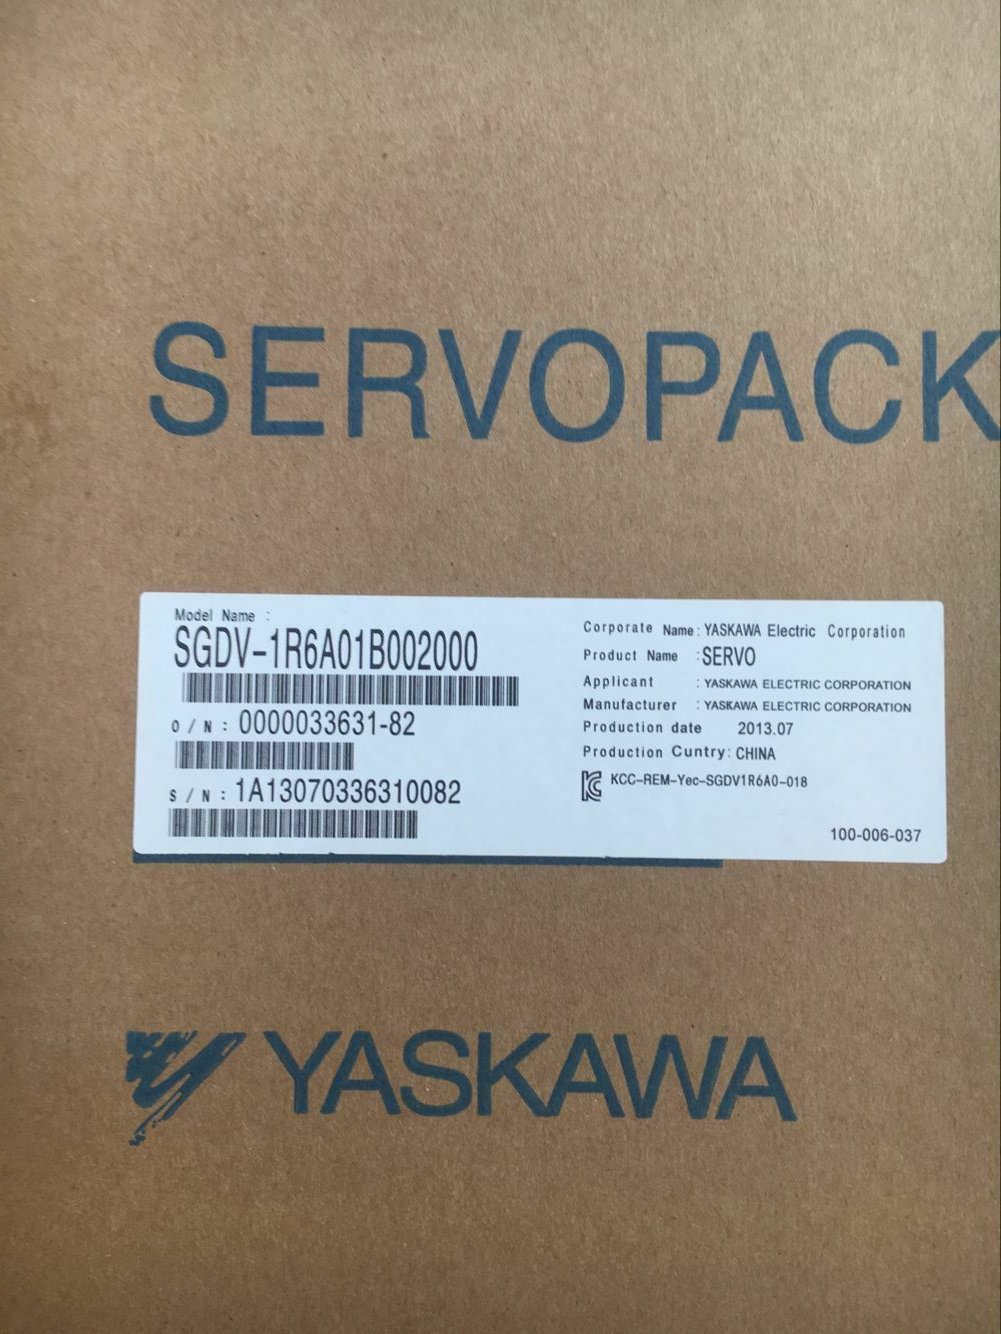 SERVOPACK
Model Name :
SGDV-1R6A01B002000
O / N : 0000033631-82
S / N : 1A13070336310082
Corporate Name : YASKAWA Electric Corporation
Product Name : SERVO
Applicant : YASKAWA ELECTRIC CORPORATION
Manufacturer : YASKAWA ELECTRIC CORPORATION
Production date 2013.07
Production Cuntry : CHINA
KCC-REM-Yec-SGDV1R6A0-018
100-006-037
YASKAWA